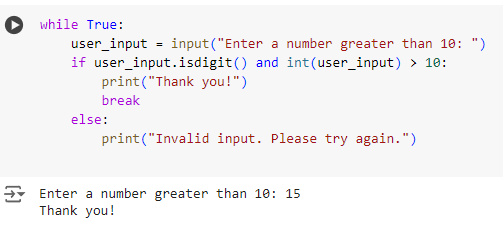 while True:
    user_input = input("Enter a number greater than 10: ")
    if user_input.isdigit() and int(user_input) > 10:
        print("Thank you!")
        break
    else:
        print("Invalid input. Please try again.")
Enter a number greater than 10: 15
Thank you!